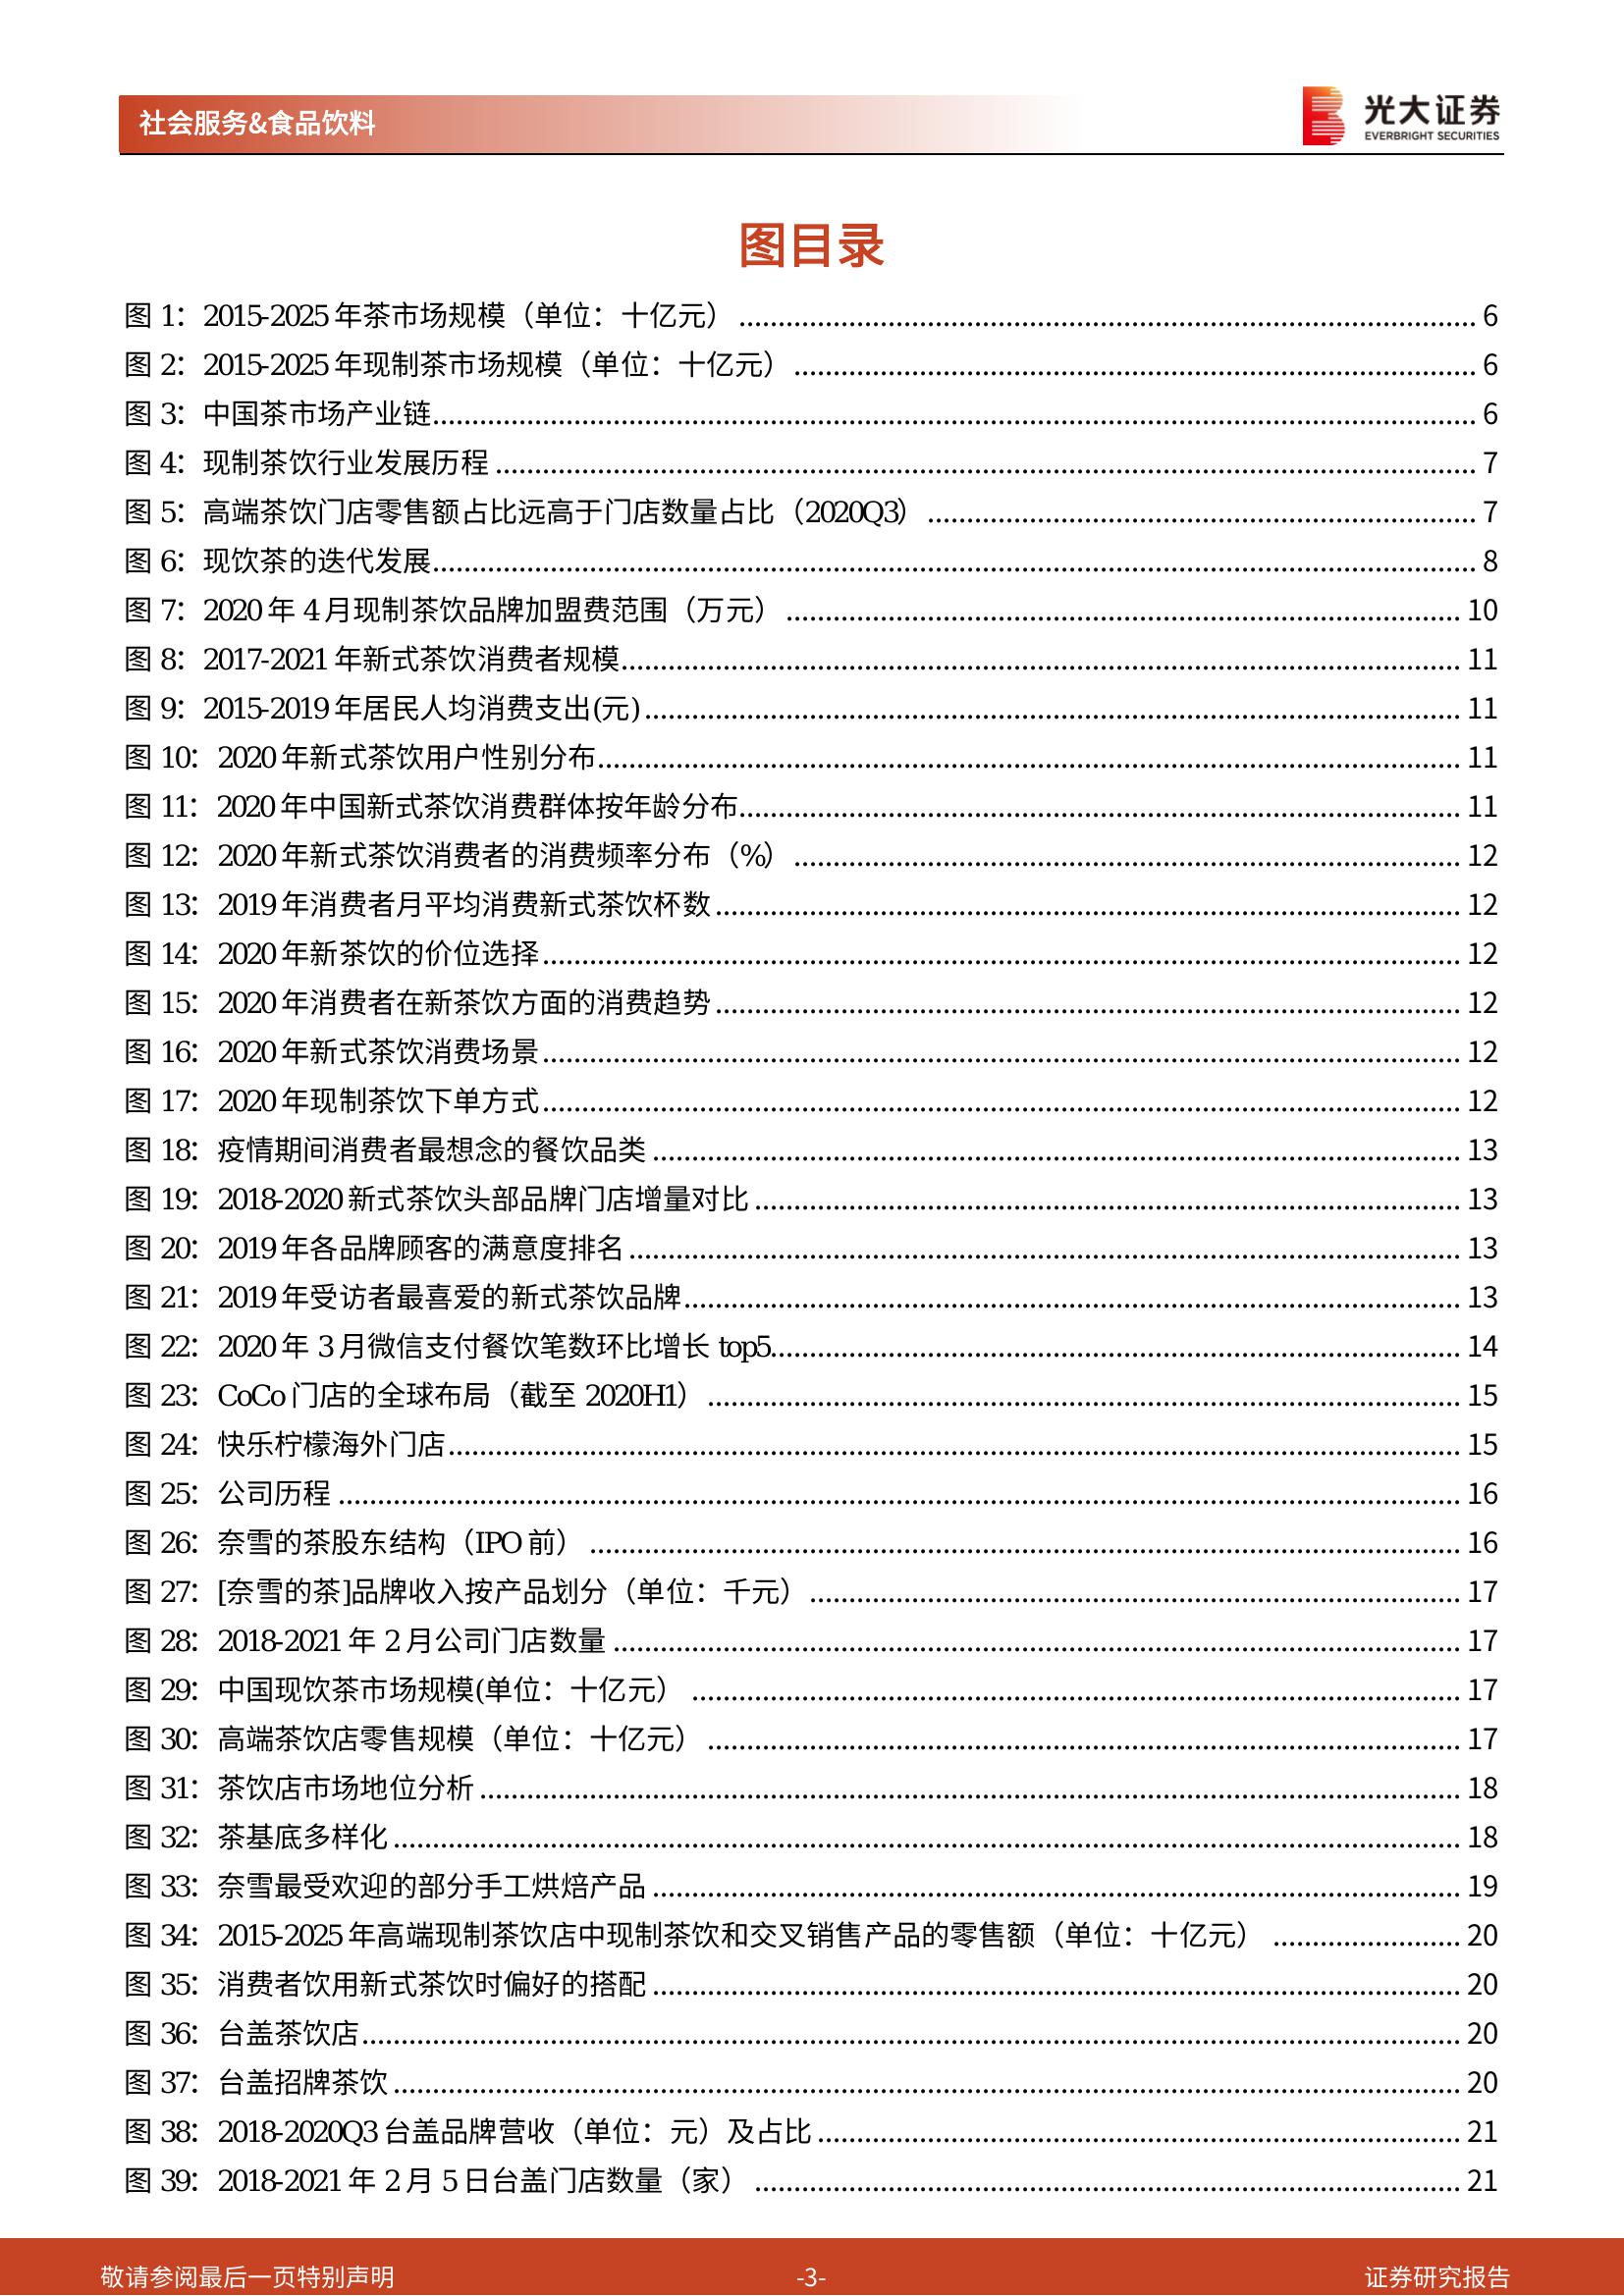 社会服务&食品饮料
光大证券
EVERBRIGHT SECURITIES
图目录
图 1：2015-2025 年茶市场规模（单位：十亿元） 6
图 2：2015-2025 年现制茶市场规模（单位：十亿元） 6
图 3：中国茶市场产业链 6
图 4：现制茶饮行业发展历程 7
图 5：高端茶饮门店零售额占比远高于门店数量占比（2020Q3） 7
图 6：现饮茶的迭代发展 8
图 7：2020 年 4 月现制茶饮品牌加盟费范围（万元） 10
图 8：2017-2021 年新式茶饮消费者规模 11
图 9：2015-2019 年居民人均消费支出(元) 11
图 10：2020 年新式茶饮用户性别分布 11
图 11：2020 年中国新式茶饮消费群体按年龄分布 11
图 12：2020 年新式茶饮消费者的消费频率分布（%） 12
图 13：2019 年消费者月平均消费新式茶饮杯数 12
图 14：2020 年新茶饮的价位选择 12
图 15：2020 年消费者在新茶饮方面的消费趋势 12
图 16：2020 年新式茶饮消费场景 12
图 17：2020 年现制茶饮下单方式 12
图 18：疫情期间消费者最想念的餐饮品类 13
图 19：2018-2020 新式茶饮头部品牌门店增量对比 13
图 20：2019 年各品牌顾客的满意度排名 13
图 21：2019 年受访者最喜爱的新式茶饮品牌 13
图 22：2020 年 3 月微信支付餐饮笔数环比增长 top5 14
图 23：CoCo 门店的全球布局（截至 2020H1） 15
图 24：快乐柠檬海外门店 15
图 25：公司历程 16
图 26：奈雪的茶股东结构（IPO 前） 16
图 27：[奈雪的茶]品牌收入按产品划分（单位：千元） 17
图 28：2018-2021 年 2 月公司门店数量 17
图 29：中国现饮茶市场规模(单位：十亿元） 17
图 30：高端茶饮店零售规模（单位：十亿元） 17
图 31：茶饮店市场地位分析 18
图 32：茶基底多样化 18
图 33：奈雪最受欢迎的部分手工烘焙产品 19
图 34：2015-2025 年高端现制茶饮店中现制茶饮和交叉销售产品的零售额（单位：十亿元） 20
图 35：消费者饮用新式茶饮时偏好的搭配 20
图 36：台盖茶饮店 20
图 37：台盖招牌茶饮 20
图 38：2018-2020Q3 台盖品牌营收（单位：元）及占比 21
图 39：2018-2021 年 2 月 5 日台盖门店数量（家） 21
敬请参阅最后一页特别声明 -3- 证券研究报告